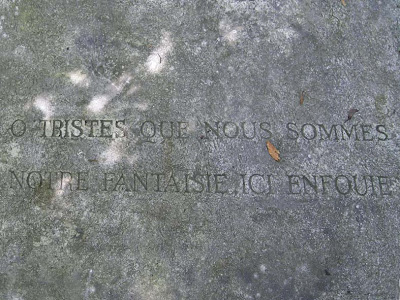 O TRISTES QUE NOUS SOMMES
NOTRE FANTAISIE ICI ENFOUIE